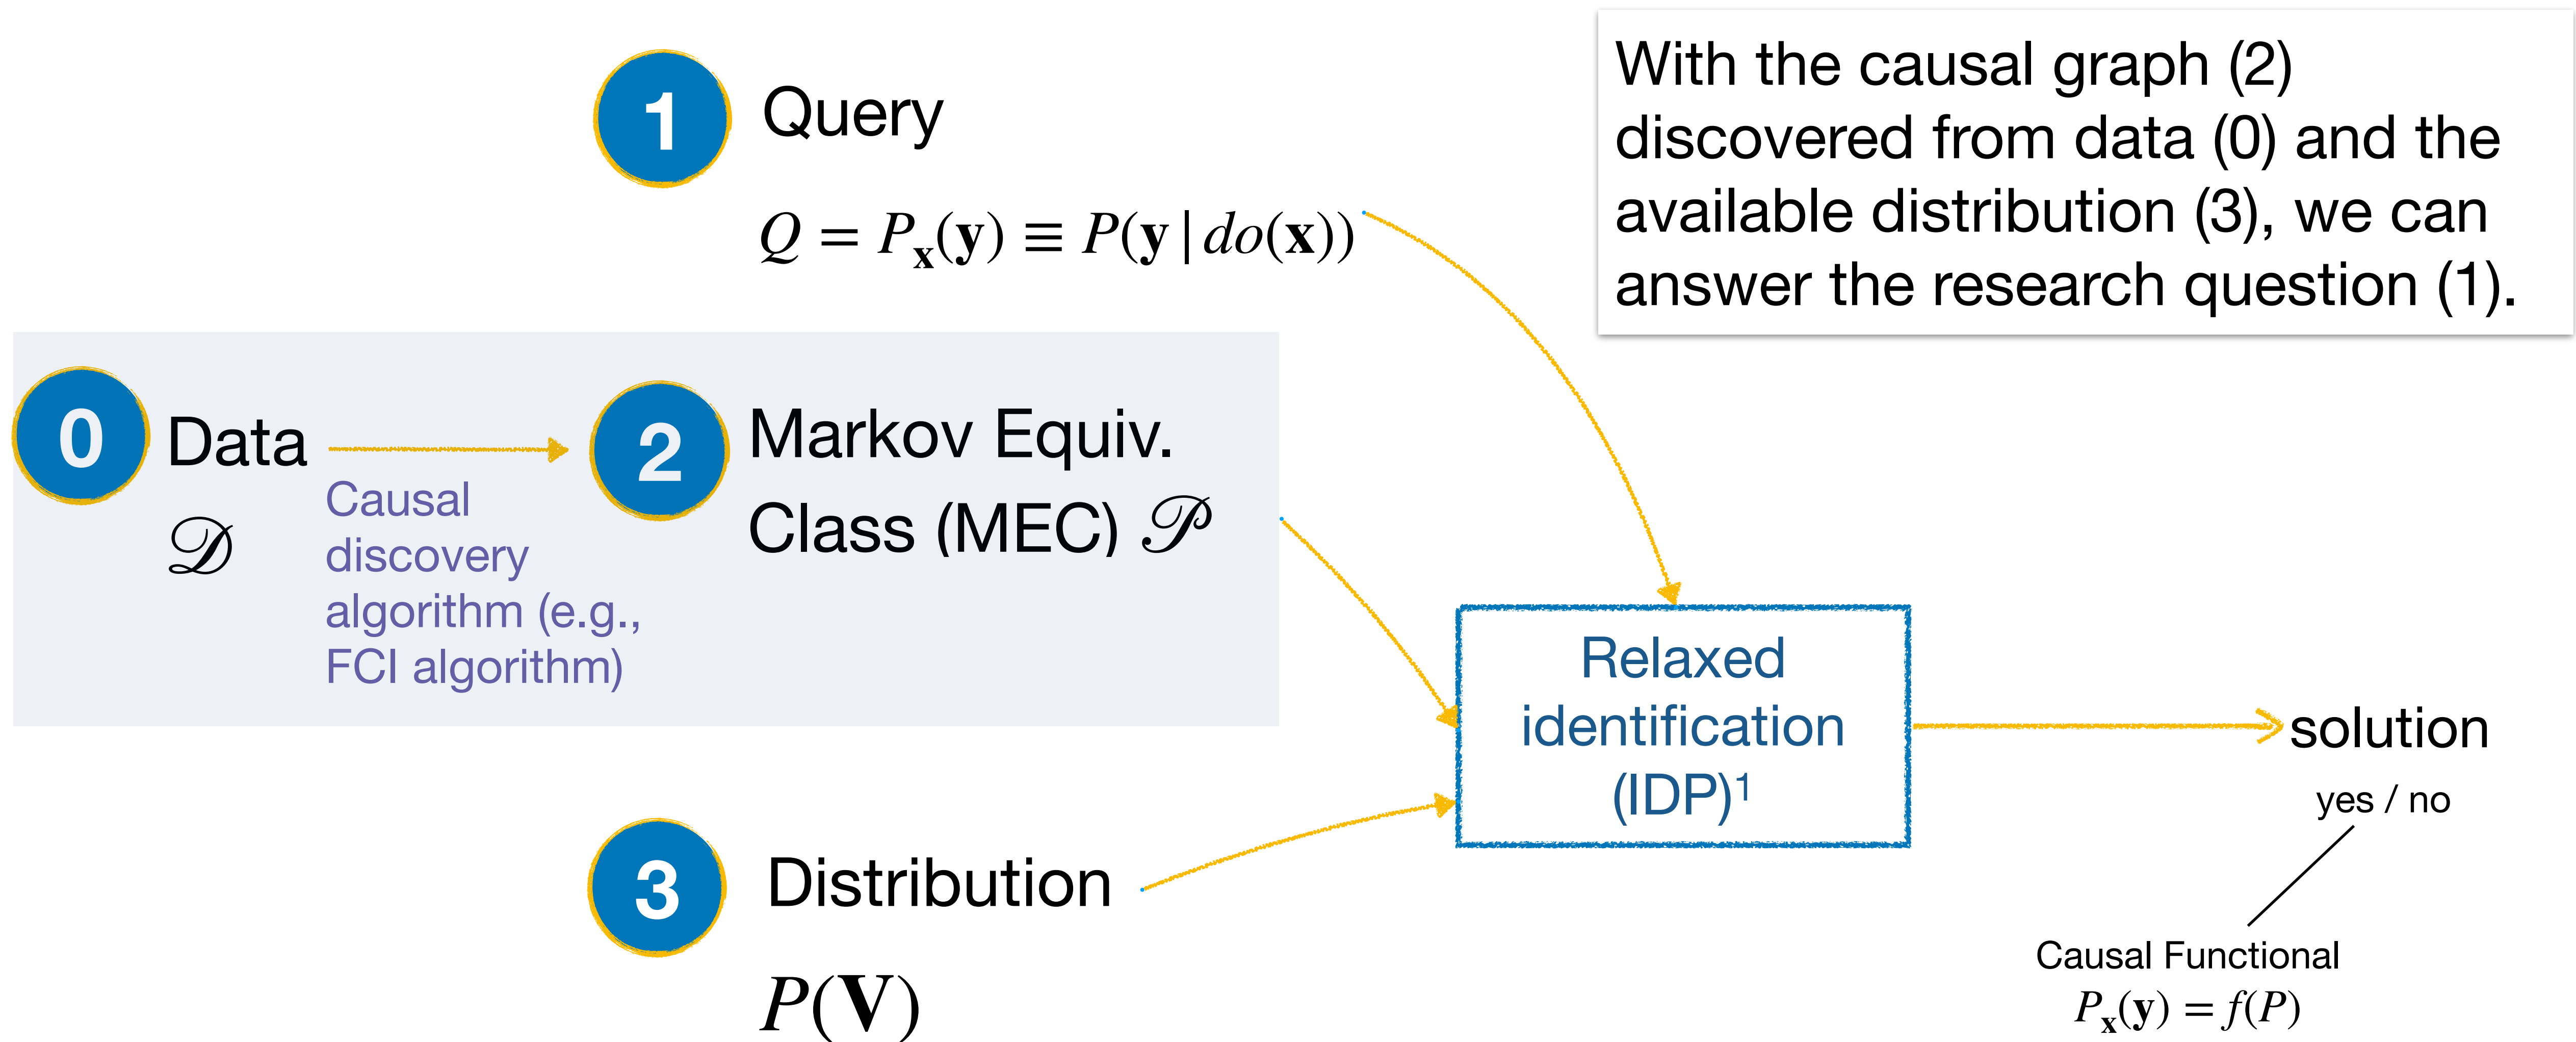 1
Query
Q = Pₓ(y) ≡ P(y | do(x))
With the causal graph (2)
discovered from data (0) and the
available distribution (3), we can
answer the research question (1).
0
Data
𝒟
Causal
discovery
algorithm (e.g.,
FCI algorithm)
2
Markov Equiv.
Class (MEC) 𝒫
3
Distribution
P(V)
Relaxed
identification
(IDP)¹
solution
yes / no
Causal Functional
Pₓ(y) = f(P)